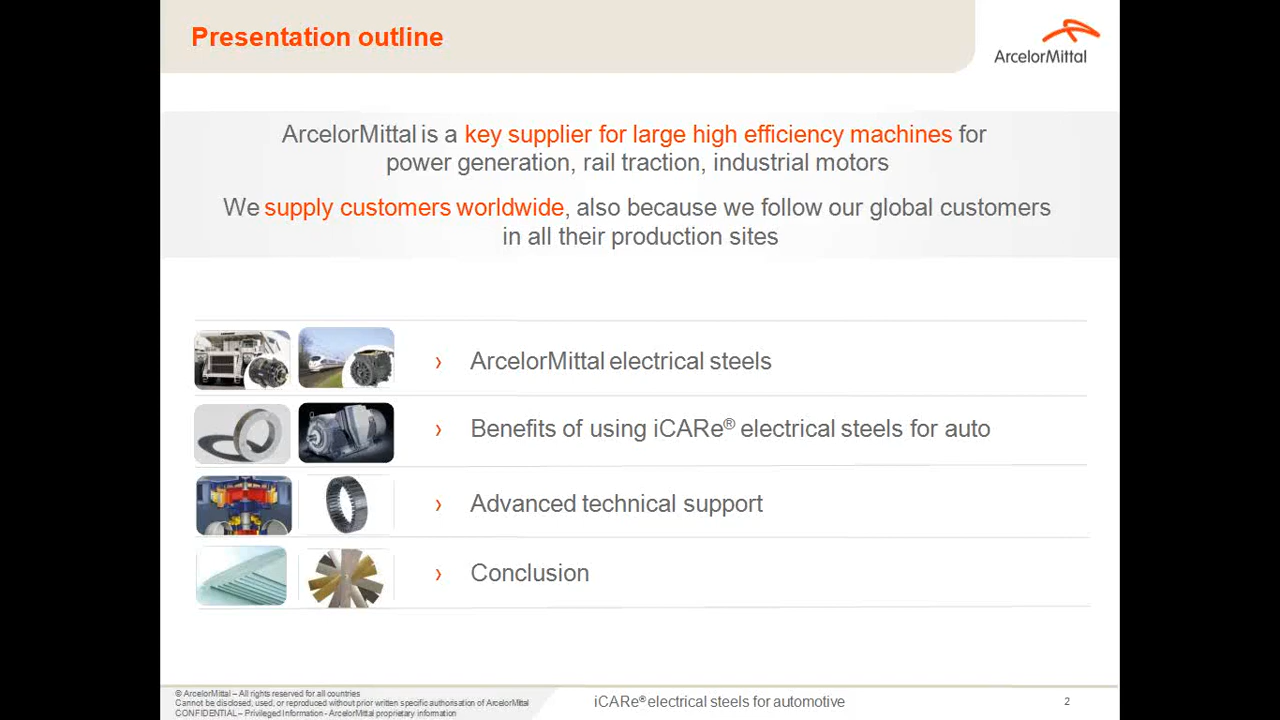 Presentation outline
ArcelorMittal
ArcelorMittal is a key supplier for large high efficiency machines for
power generation, rail traction, industrial motors
We supply customers worldwide, also because we follow our global customers
in all their production sites
› ArcelorMittal electrical steels
› Benefits of using iCARe® electrical steels for auto
› Advanced technical support
› Conclusion
© ArcelorMittal – All rights reserved for all countries
Cannot be disclosed, used, or reproduced without prior written specific authorisation of ArcelorMittal
CONFIDENTIAL – Privileged Information - ArcelorMittal proprietary information
iCARe® electrical steels for automotive
2